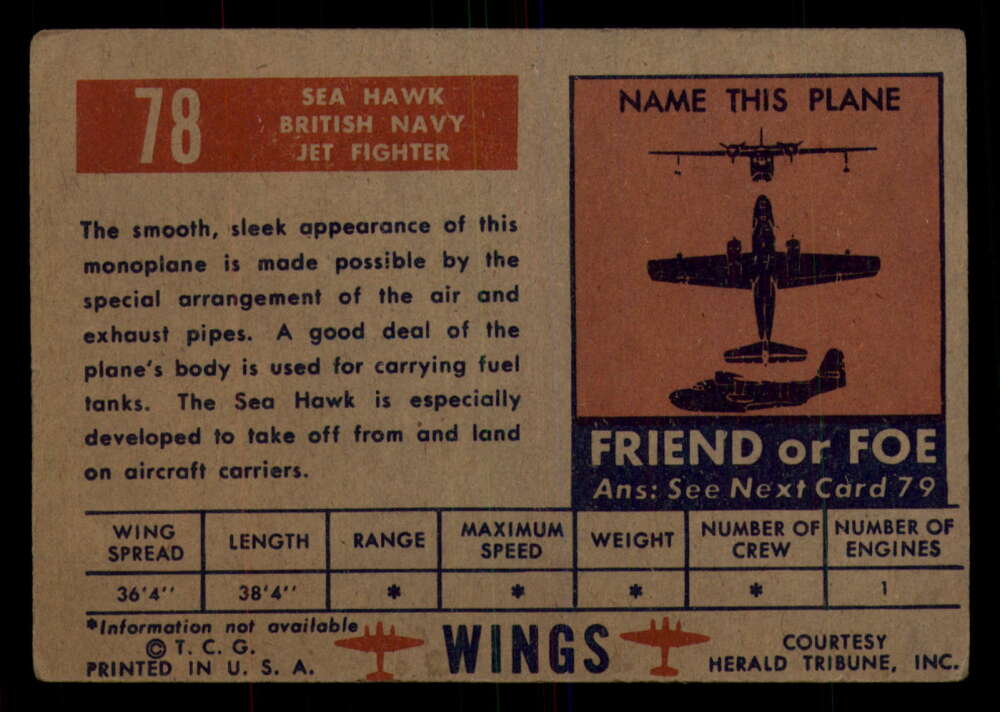 78
SEA HAWK
BRITISH NAVY
JET FIGHTER
The smooth, sleek appearance of this
monoplane is made possible by the
special arrangement of the air and
exhaust pipes. A good deal of the
plane's body is used for carrying fuel
tanks. The Sea Hawk is especially
developed to take off from and land
on aircraft carriers.
NAME THIS PLANE
FRIEND or FOE
Ans: See Next Card 79
WING SPREAD LENGTH RANGE MAXIMUM SPEED WEIGHT NUMBER OF CREW NUMBER OF ENGINES
36'4'' 38'4'' * * * * 1
*Information not available
© T. C. G.
PRINTED IN U. S. A.
WINGS
COURTESY
HERALD TRIBUNE, INC.